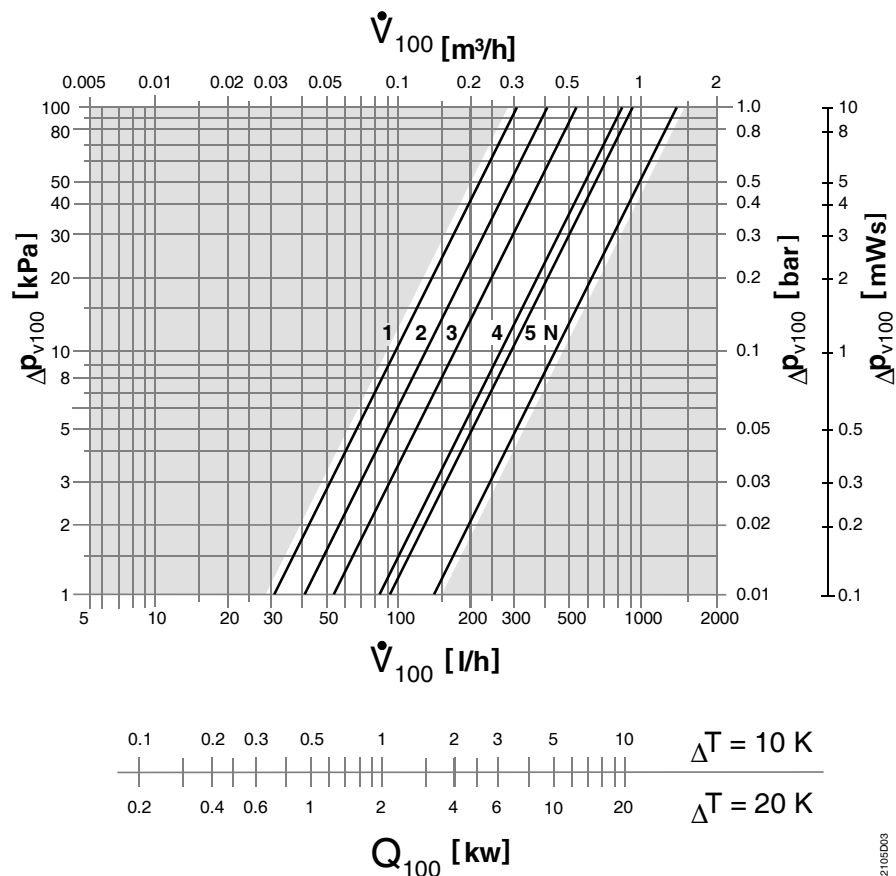 V̇100 [m³/h]
0.005 0.01 0.02 0.03 0.05 0.1 0.2 0.3 0.5 1 2
100 1.0 10
80 0.8 8
50 0.5 5
40 0.4 4
30 0.3 3
20 0.2 2
1 2 3 4 5 N
10 0.1 1
8
5 0.05 0.5
3 0.03 0.3
2 0.02 0.2
1 0.01 0.1
Δpv100 [kPa]
Δpv100 [bar]
Δpv100 [mWs]
5 10 20 30 50 100 200 300 500 1000 2000
V̇100 [l/h]
0.1 0.2 0.3 0.5 1 2 3 5 10 ΔT = 10 K
0.2 0.4 0.6 1 2 4 6 10 20 ΔT = 20 K
Q100 [kw]
2105D03